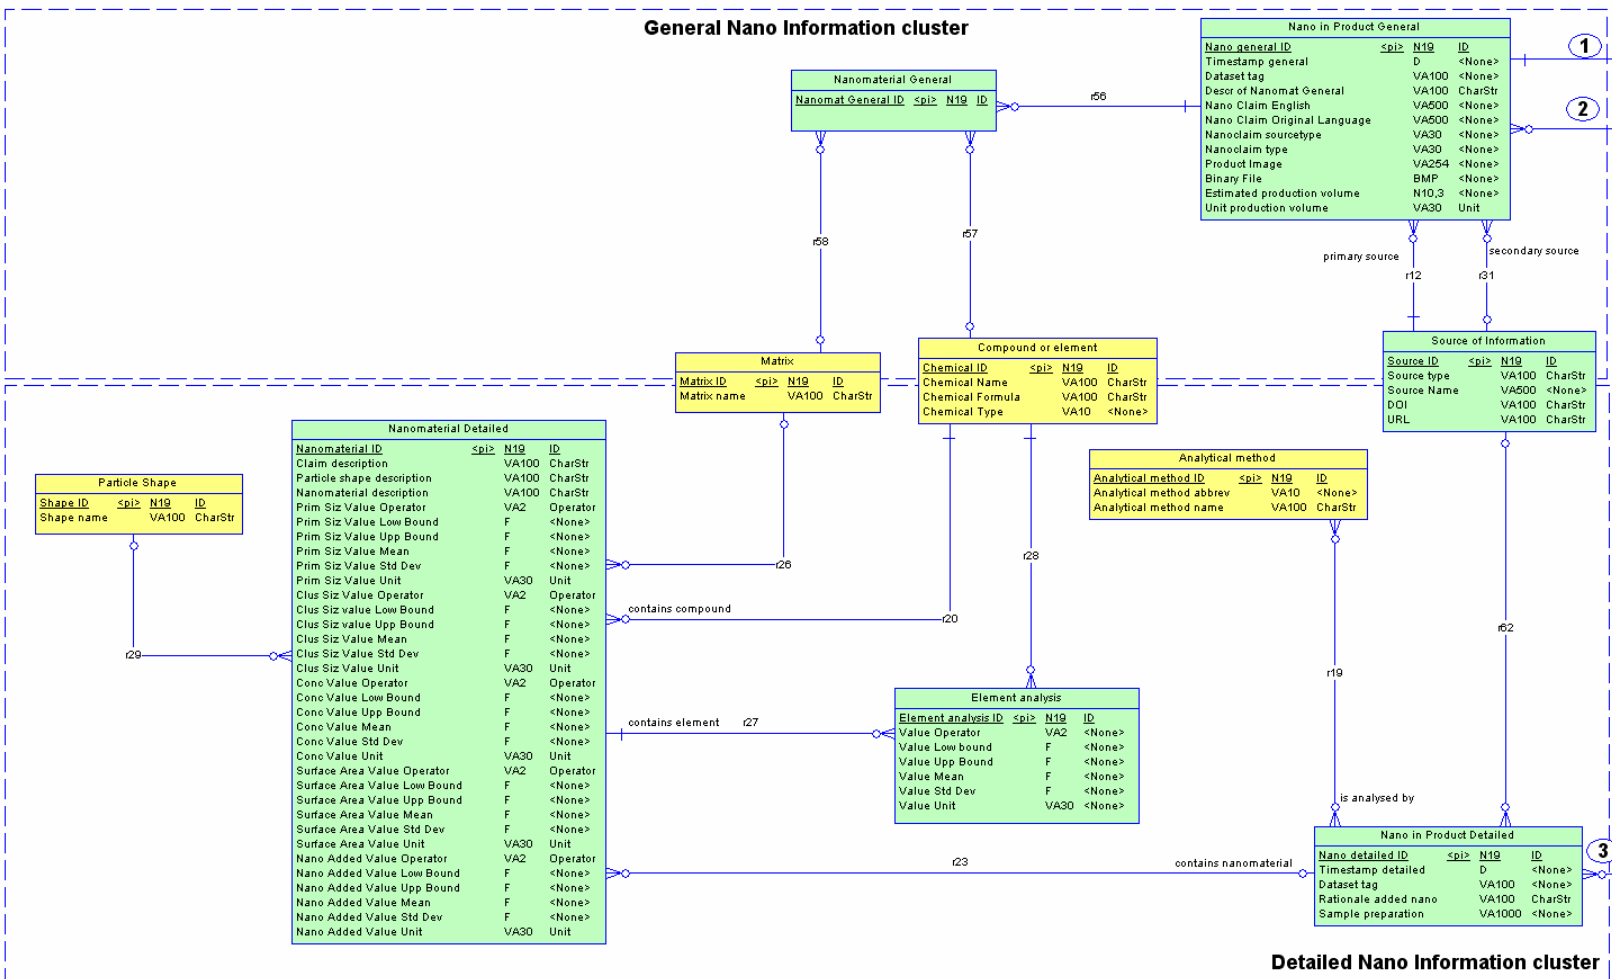 General Nano Information cluster
Nano in Product General
Nano general ID <pi> N19 ID
Timestamp general D <None>
Dataset tag VA100 <None>
Descr of Nanomat General VA100 CharStr
Nano Claim English VA500 <None>
Nano Claim Original Language VA500 <None>
Nanoclaim sourcetype VA30 <None>
Nanoclaim type VA30 <None>
Product Image VA254 <None>
Binary File BMP <None>
Estimated production volume N10,3 <None>
Unit production volume VA30 Unit
1
2
Nanomaterial General
Nanomat General ID <pi> N19 ID
r56
r58
r57
primary source
secondary source
r12
r31
Matrix
Matrix ID <pi> N19 ID
Matrix name VA100 CharStr
Compound or element
Chemical ID <pi> N19 ID
Chemical Name VA100 CharStr
Chemical Formula VA100 CharStr
Chemical Type VA10 <None>
Source of Information
Source ID <pi> N19 ID
Source type VA100 CharStr
Source Name VA500 <None>
DOI VA100 CharStr
URL VA100 CharStr
Particle Shape
Shape ID <pi> N19 ID
Shape name VA100 CharStr
Nanomaterial Detailed
Nanomaterial ID <pi> N19 ID
Claim description VA100 CharStr
Particle shape description VA100 CharStr
Nanomaterial description VA100 CharStr
Prim Siz Value Operator VA2 Operator
Prim Siz Value Low Bound F <None>
Prim Siz Value Upp Bound F <None>
Prim Siz Value Mean F <None>
Prim Siz Value Std Dev F <None>
Prim Siz Value Unit VA30 Unit
Clus Siz Value Operator VA2 Operator
Clus Siz value Low Bound F <None>
Clus Siz value Upp Bound F <None>
Clus Siz Value Mean F <None>
Clus Siz Value Std Dev F <None>
Clus Siz Value Unit VA30 Unit
Conc Value Operator VA2 Operator
Conc Value Low Bound F <None>
Conc Value Upp Bound F <None>
Conc Value Mean F <None>
Conc Value Std Dev F <None>
Conc Value Unit VA30 Unit
Surface Area Value Operator VA2 Operator
Surface Area Value Low Bound F <None>
Surface Area Value Upp Bound F <None>
Surface Area Value Mean F <None>
Surface Area Value Std Dev F <None>
Surface Area Value Unit VA30 Unit
Nano Added Value Operator VA2 Operator
Nano Added Value Low Bound F <None>
Nano Added Value Upp Bound F <None>
Nano Added Value Mean F <None>
Nano Added Value Std Dev F <None>
Nano Added Value Unit VA30 Unit
Analytical method
Analytical method ID <pi> N19 ID
Analytical method abbrev VA10 <None>
Analytical method name VA100 CharStr
r26
r28
contains compound
r20
r29
r62
r19
contains element r27
Element analysis
Element analysis ID <pi> N19 ID
Value Operator VA2 <None>
Value Low bound F <None>
Value Upp Bound F <None>
Value Mean F <None>
Value Std Dev F <None>
Value Unit VA30 <None>
is analysed by
r23
contains nanomaterial
Nano in Product Detailed
Nano detailed ID <pi> N19 ID
Timestamp detailed D <None>
Dataset tag VA100 <None>
Rationale added nano VA100 CharStr
Sample preparation VA1000 <None>
3
Detailed Nano Information cluster